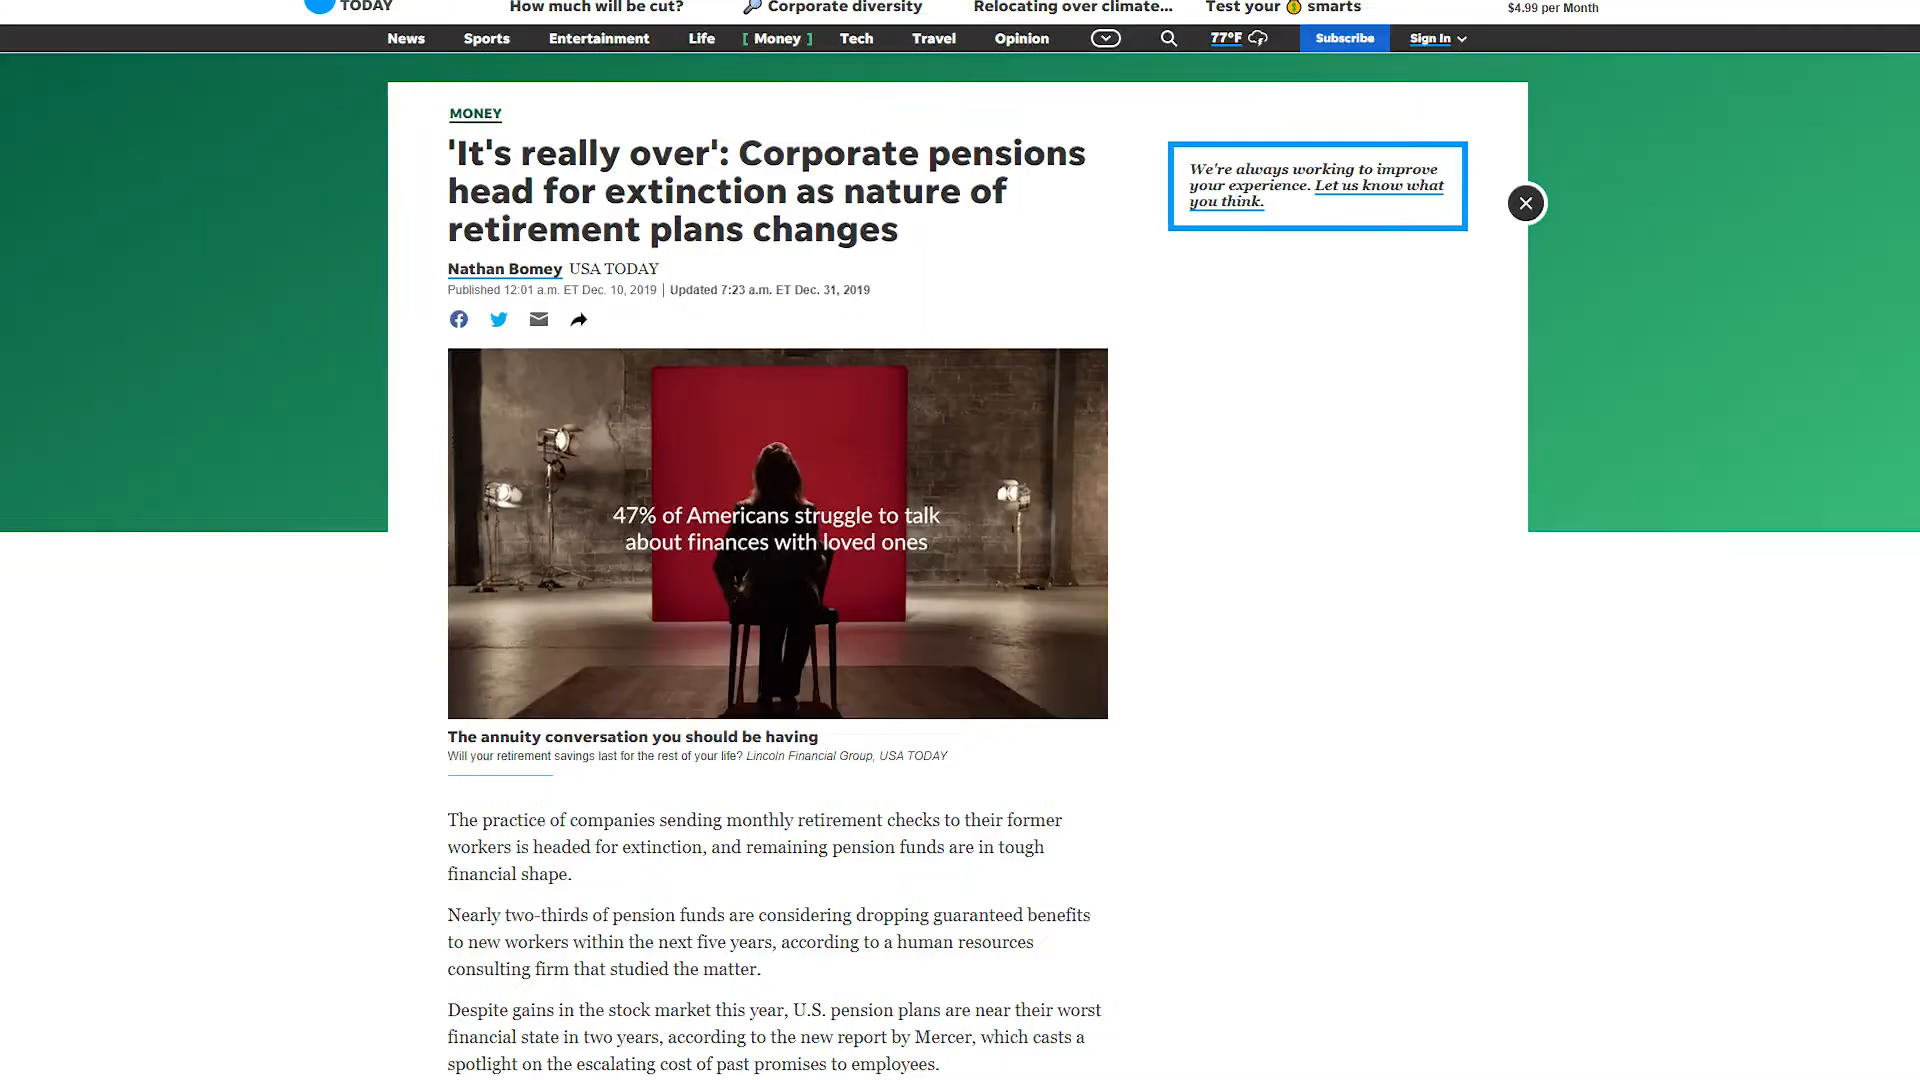 TODAY
How much will be cut?
Corporate diversity
Relocating over climate...
Test your
smarts
$4.99 per Month
News
Sports
Entertainment
Life
[ Money ]
Tech
Travel
Opinion
77°F
Subscribe
Sign In
MONEY
'It's really over': Corporate pensions
head for extinction as nature of
retirement plans changes
Nathan Bomey USA TODAY
Published 12:01 a.m. ET Dec. 10, 2019 | Updated 7:23 a.m. ET Dec. 31, 2019
We're always working to improve
your experience. Let us know what
you think.
47% of Americans struggle to talk
about finances with loved ones
The annuity conversation you should be having
Will your retirement savings last for the rest of your life? Lincoln Financial Group, USA TODAY
The practice of companies sending monthly retirement checks to their former
workers is headed for extinction, and remaining pension funds are in tough
financial shape.
Nearly two-thirds of pension funds are considering dropping guaranteed benefits
to new workers within the next five years, according to a human resources
consulting firm that studied the matter.
Despite gains in the stock market this year, U.S. pension plans are near their worst
financial state in two years, according to the new report by Mercer, which casts a
spotlight on the escalating cost of past promises to employees.